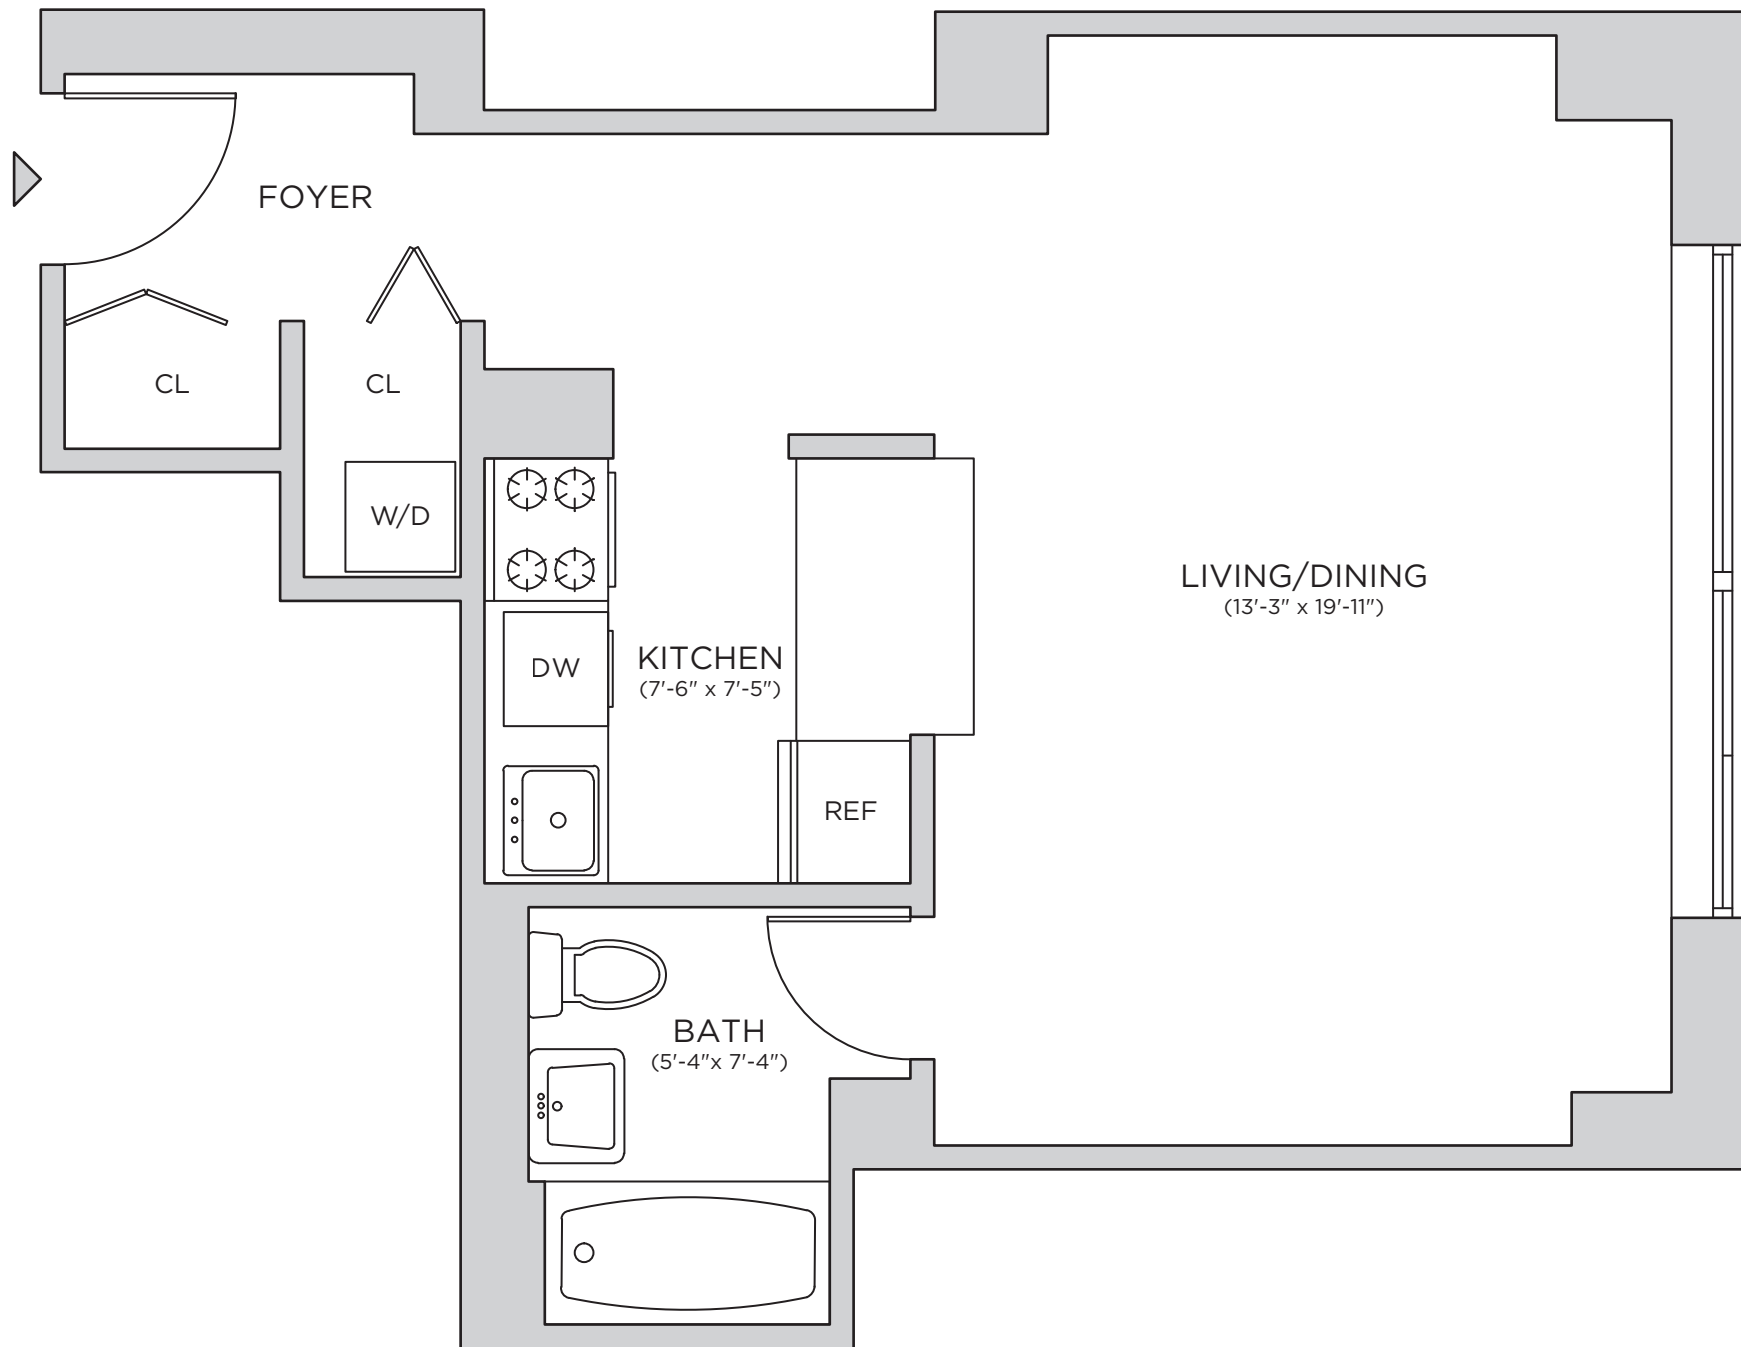 FOYER
CL
CL
W/D
LIVING/DINING
(13'-3" x 19'-11")
KITCHEN
(7'-6" x 7'-5")
DW
REF
BATH
(5'-4"x 7'-4")